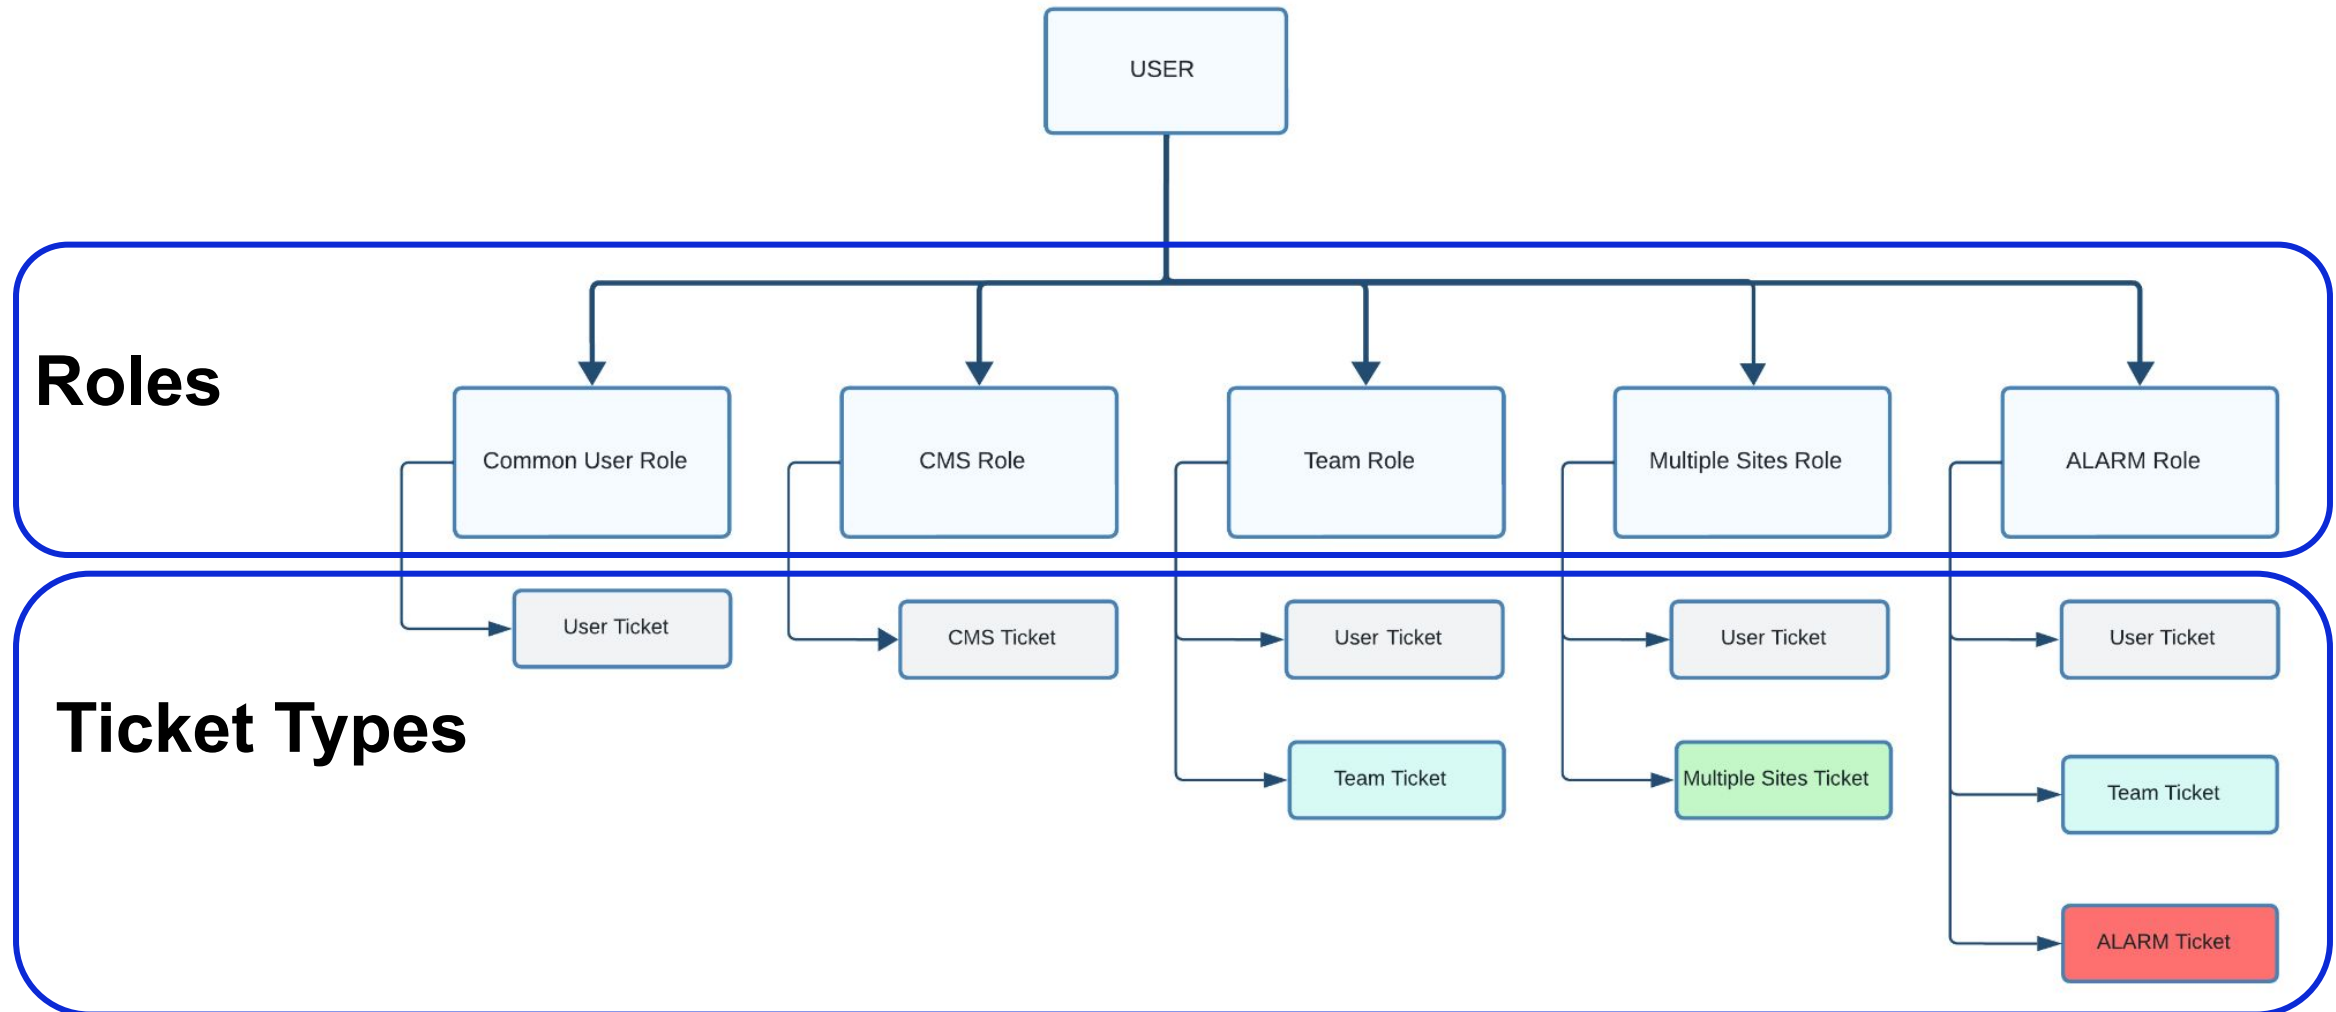 USER
Roles
Common User Role
CMS Role
Team Role
Multiple Sites Role
ALARM Role
Ticket Types
User Ticket
CMS Ticket
User Ticket
User Ticket
User Ticket
Team Ticket
Multiple Sites Ticket
Team Ticket
ALARM Ticket